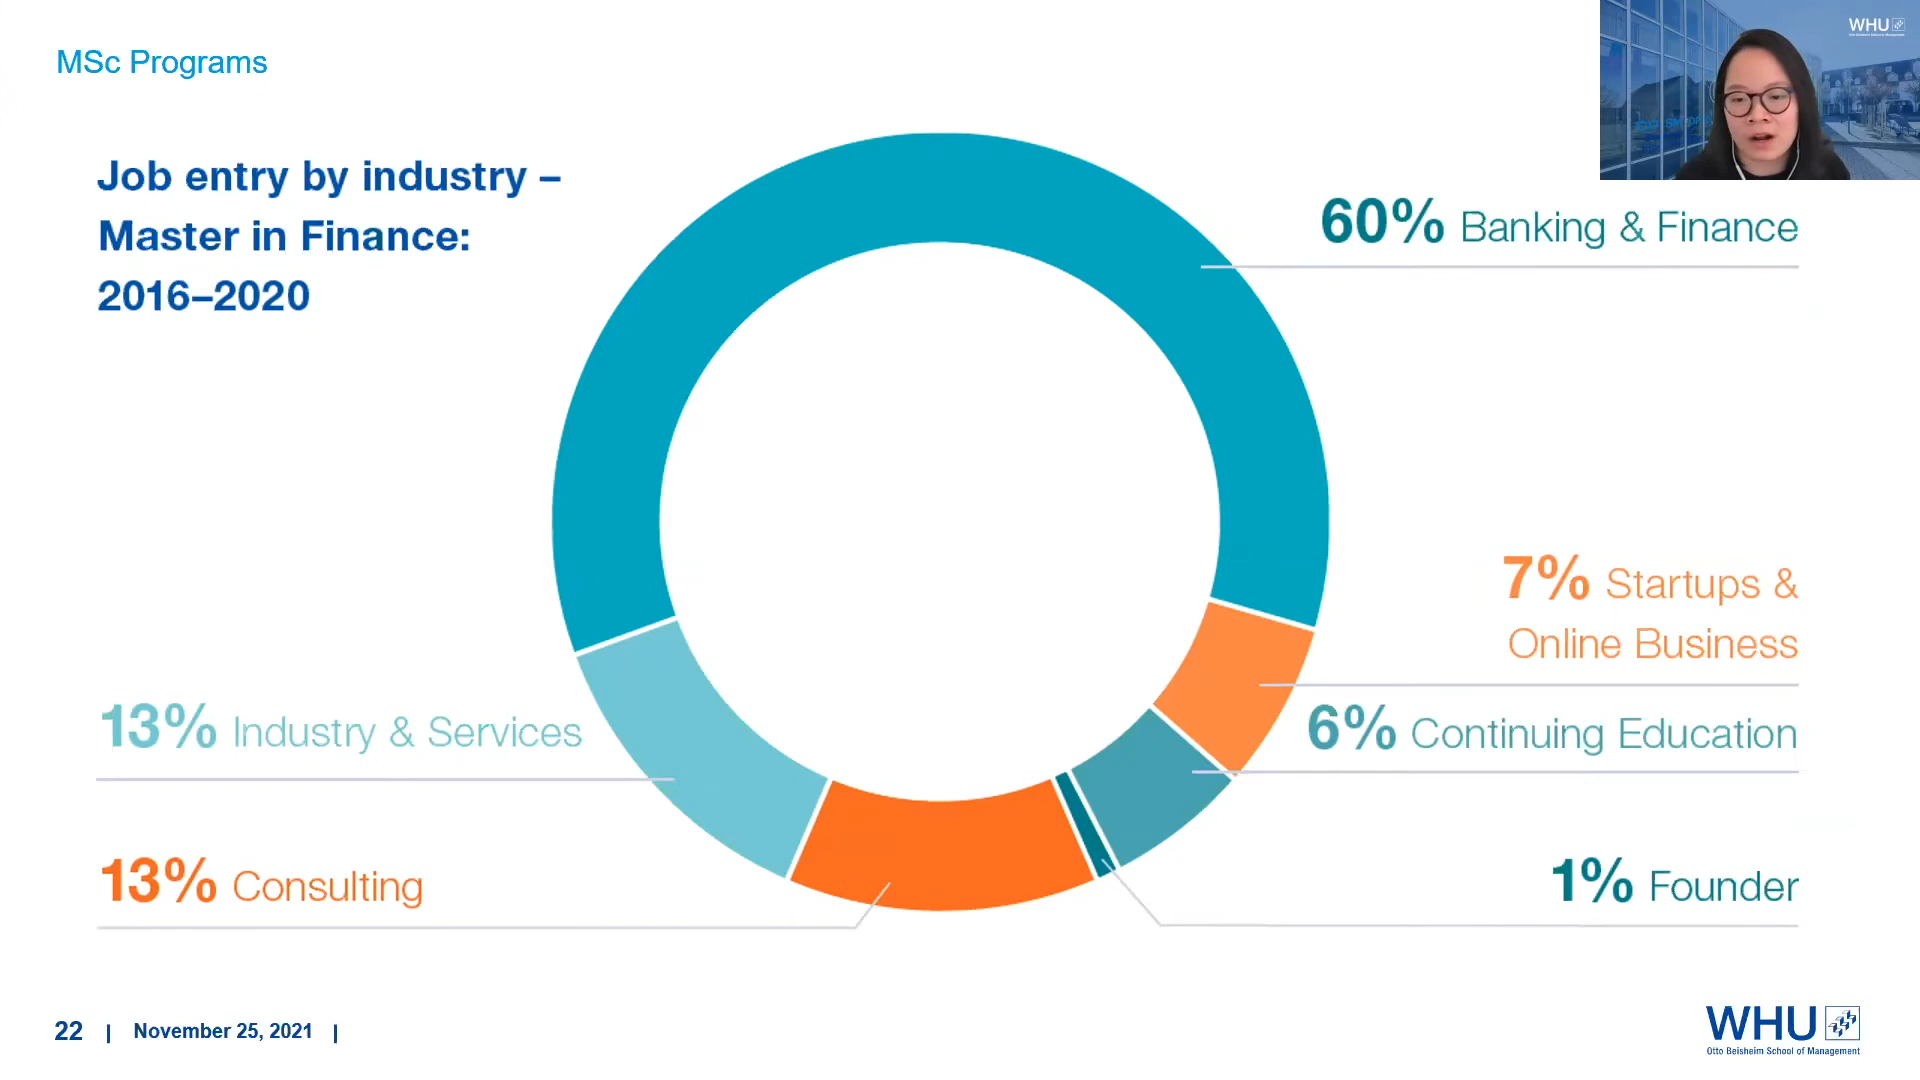 MSc Programs
WHU
Job entry by industry –
Master in Finance:
2016–2020
60% Banking & Finance
7% Startups &
Online Business
13% Industry & Services
6% Continuing Education
13% Consulting
1% Founder
22 | November 25, 2021 |
WHU
Otto Beisheim School of Management